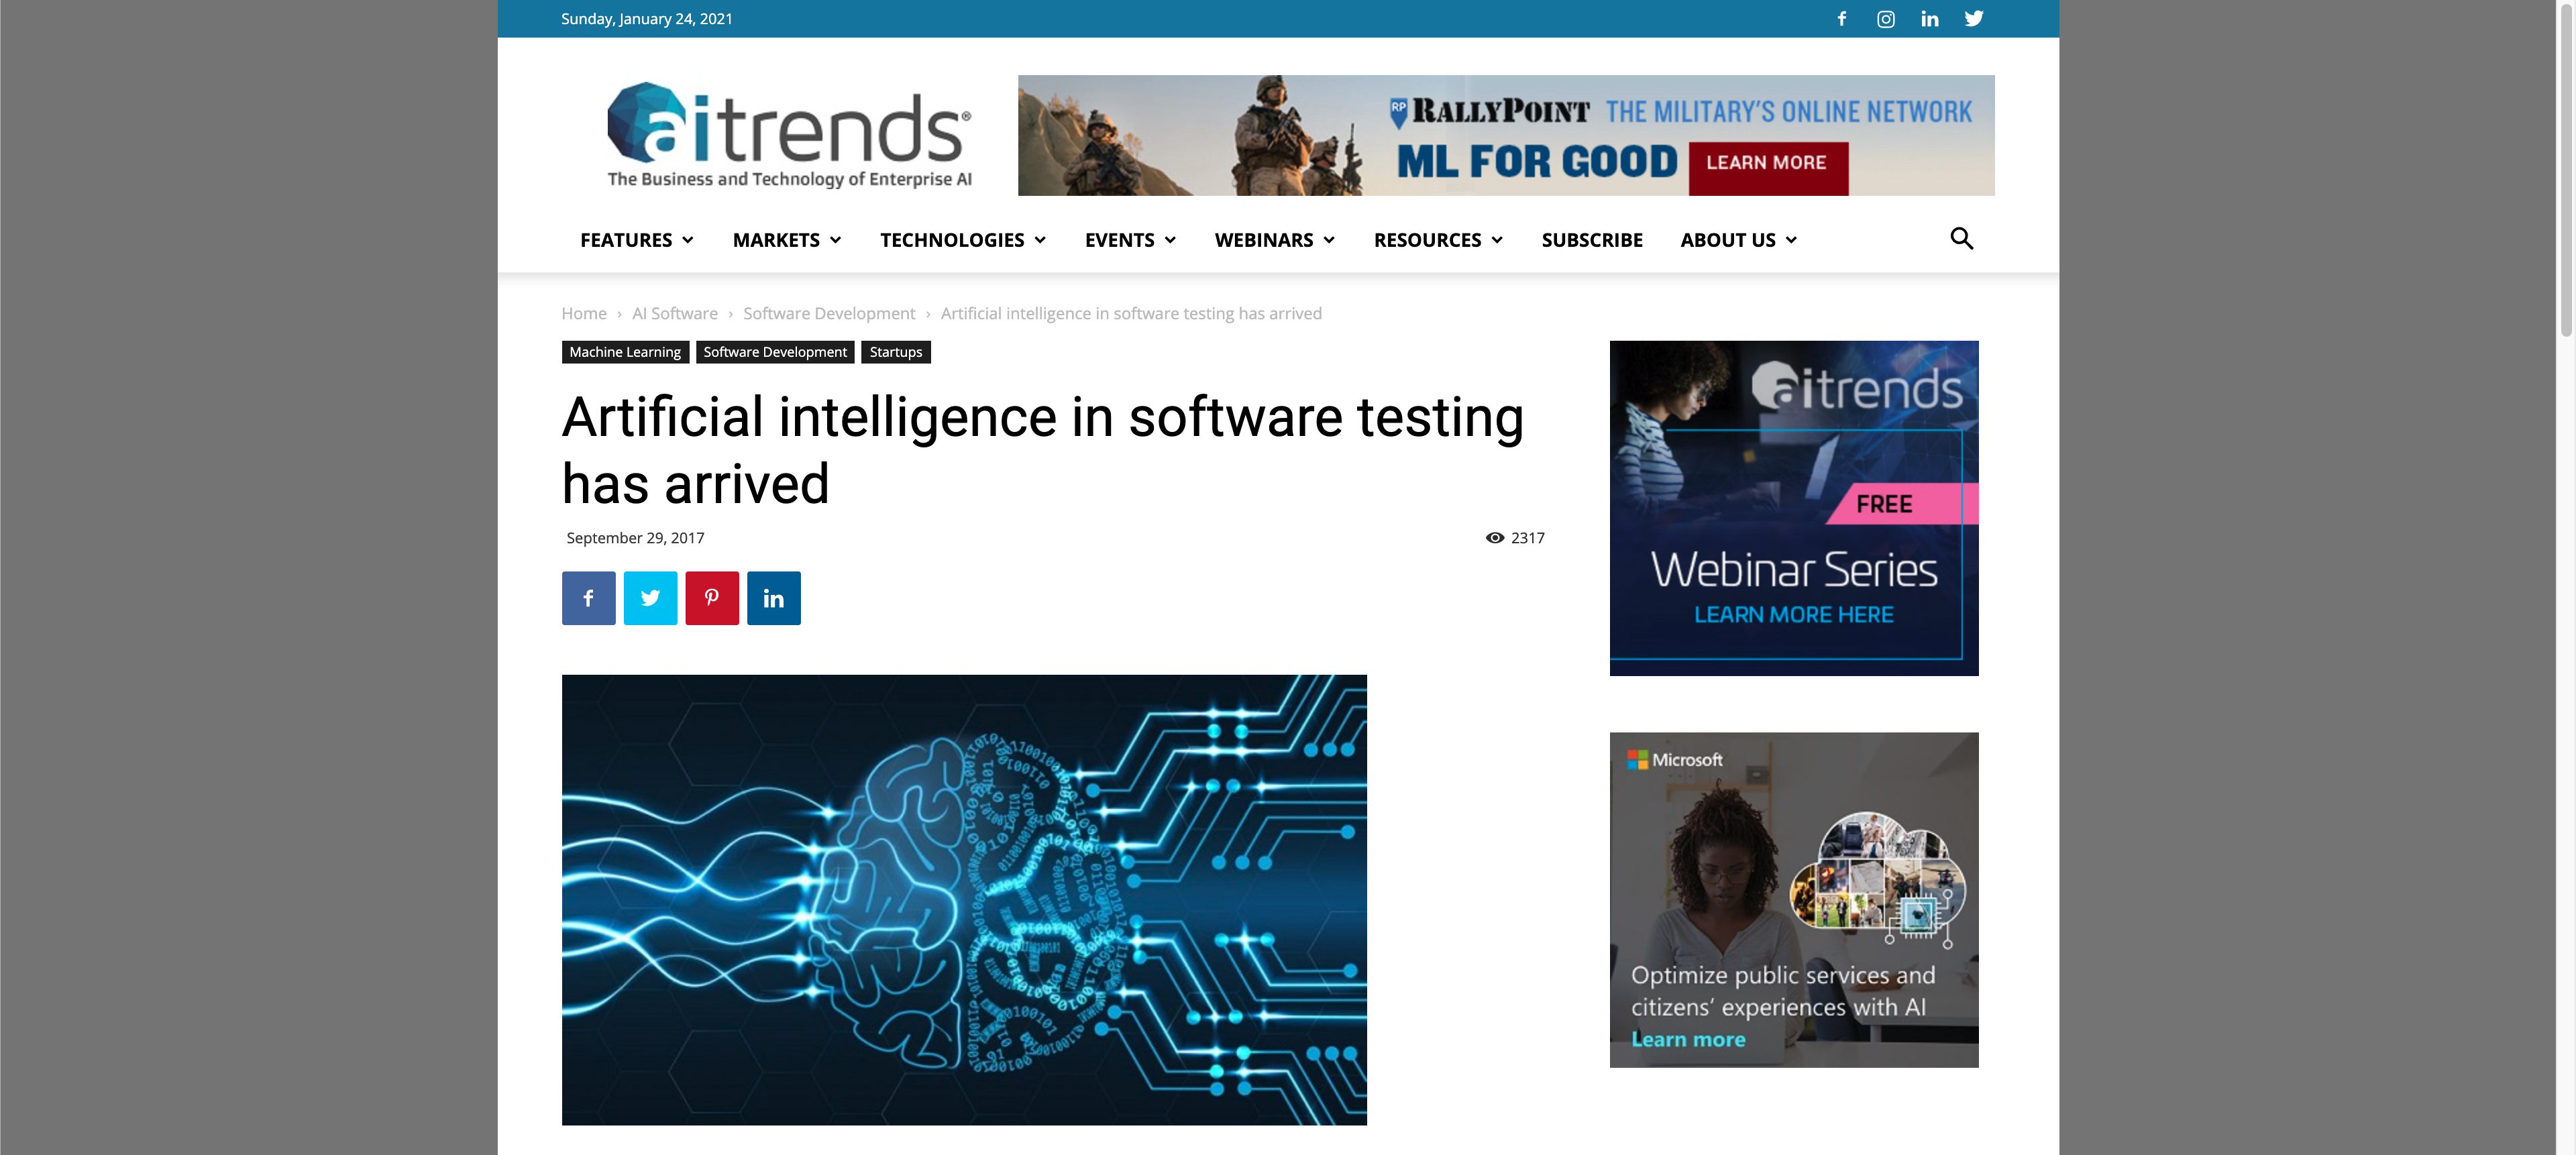 Sunday, January 24, 2021
aitrends®
The Business and Technology of Enterprise AI
RP RALLYPOINT THE MILITARY'S ONLINE NETWORK
ML FOR GOOD LEARN MORE
FEATURES MARKETS TECHNOLOGIES EVENTS WEBINARS RESOURCES SUBSCRIBE ABOUT US
Home › AI Software › Software Development › Artificial intelligence in software testing has arrived
Machine Learning Software Development Startups
Artificial intelligence in software testing
has arrived
September 29, 2017 2317
aitrends
FREE
Webinar Series
LEARN MORE HERE
Microsoft
Optimize public services and
citizens' experiences with AI
Learn more